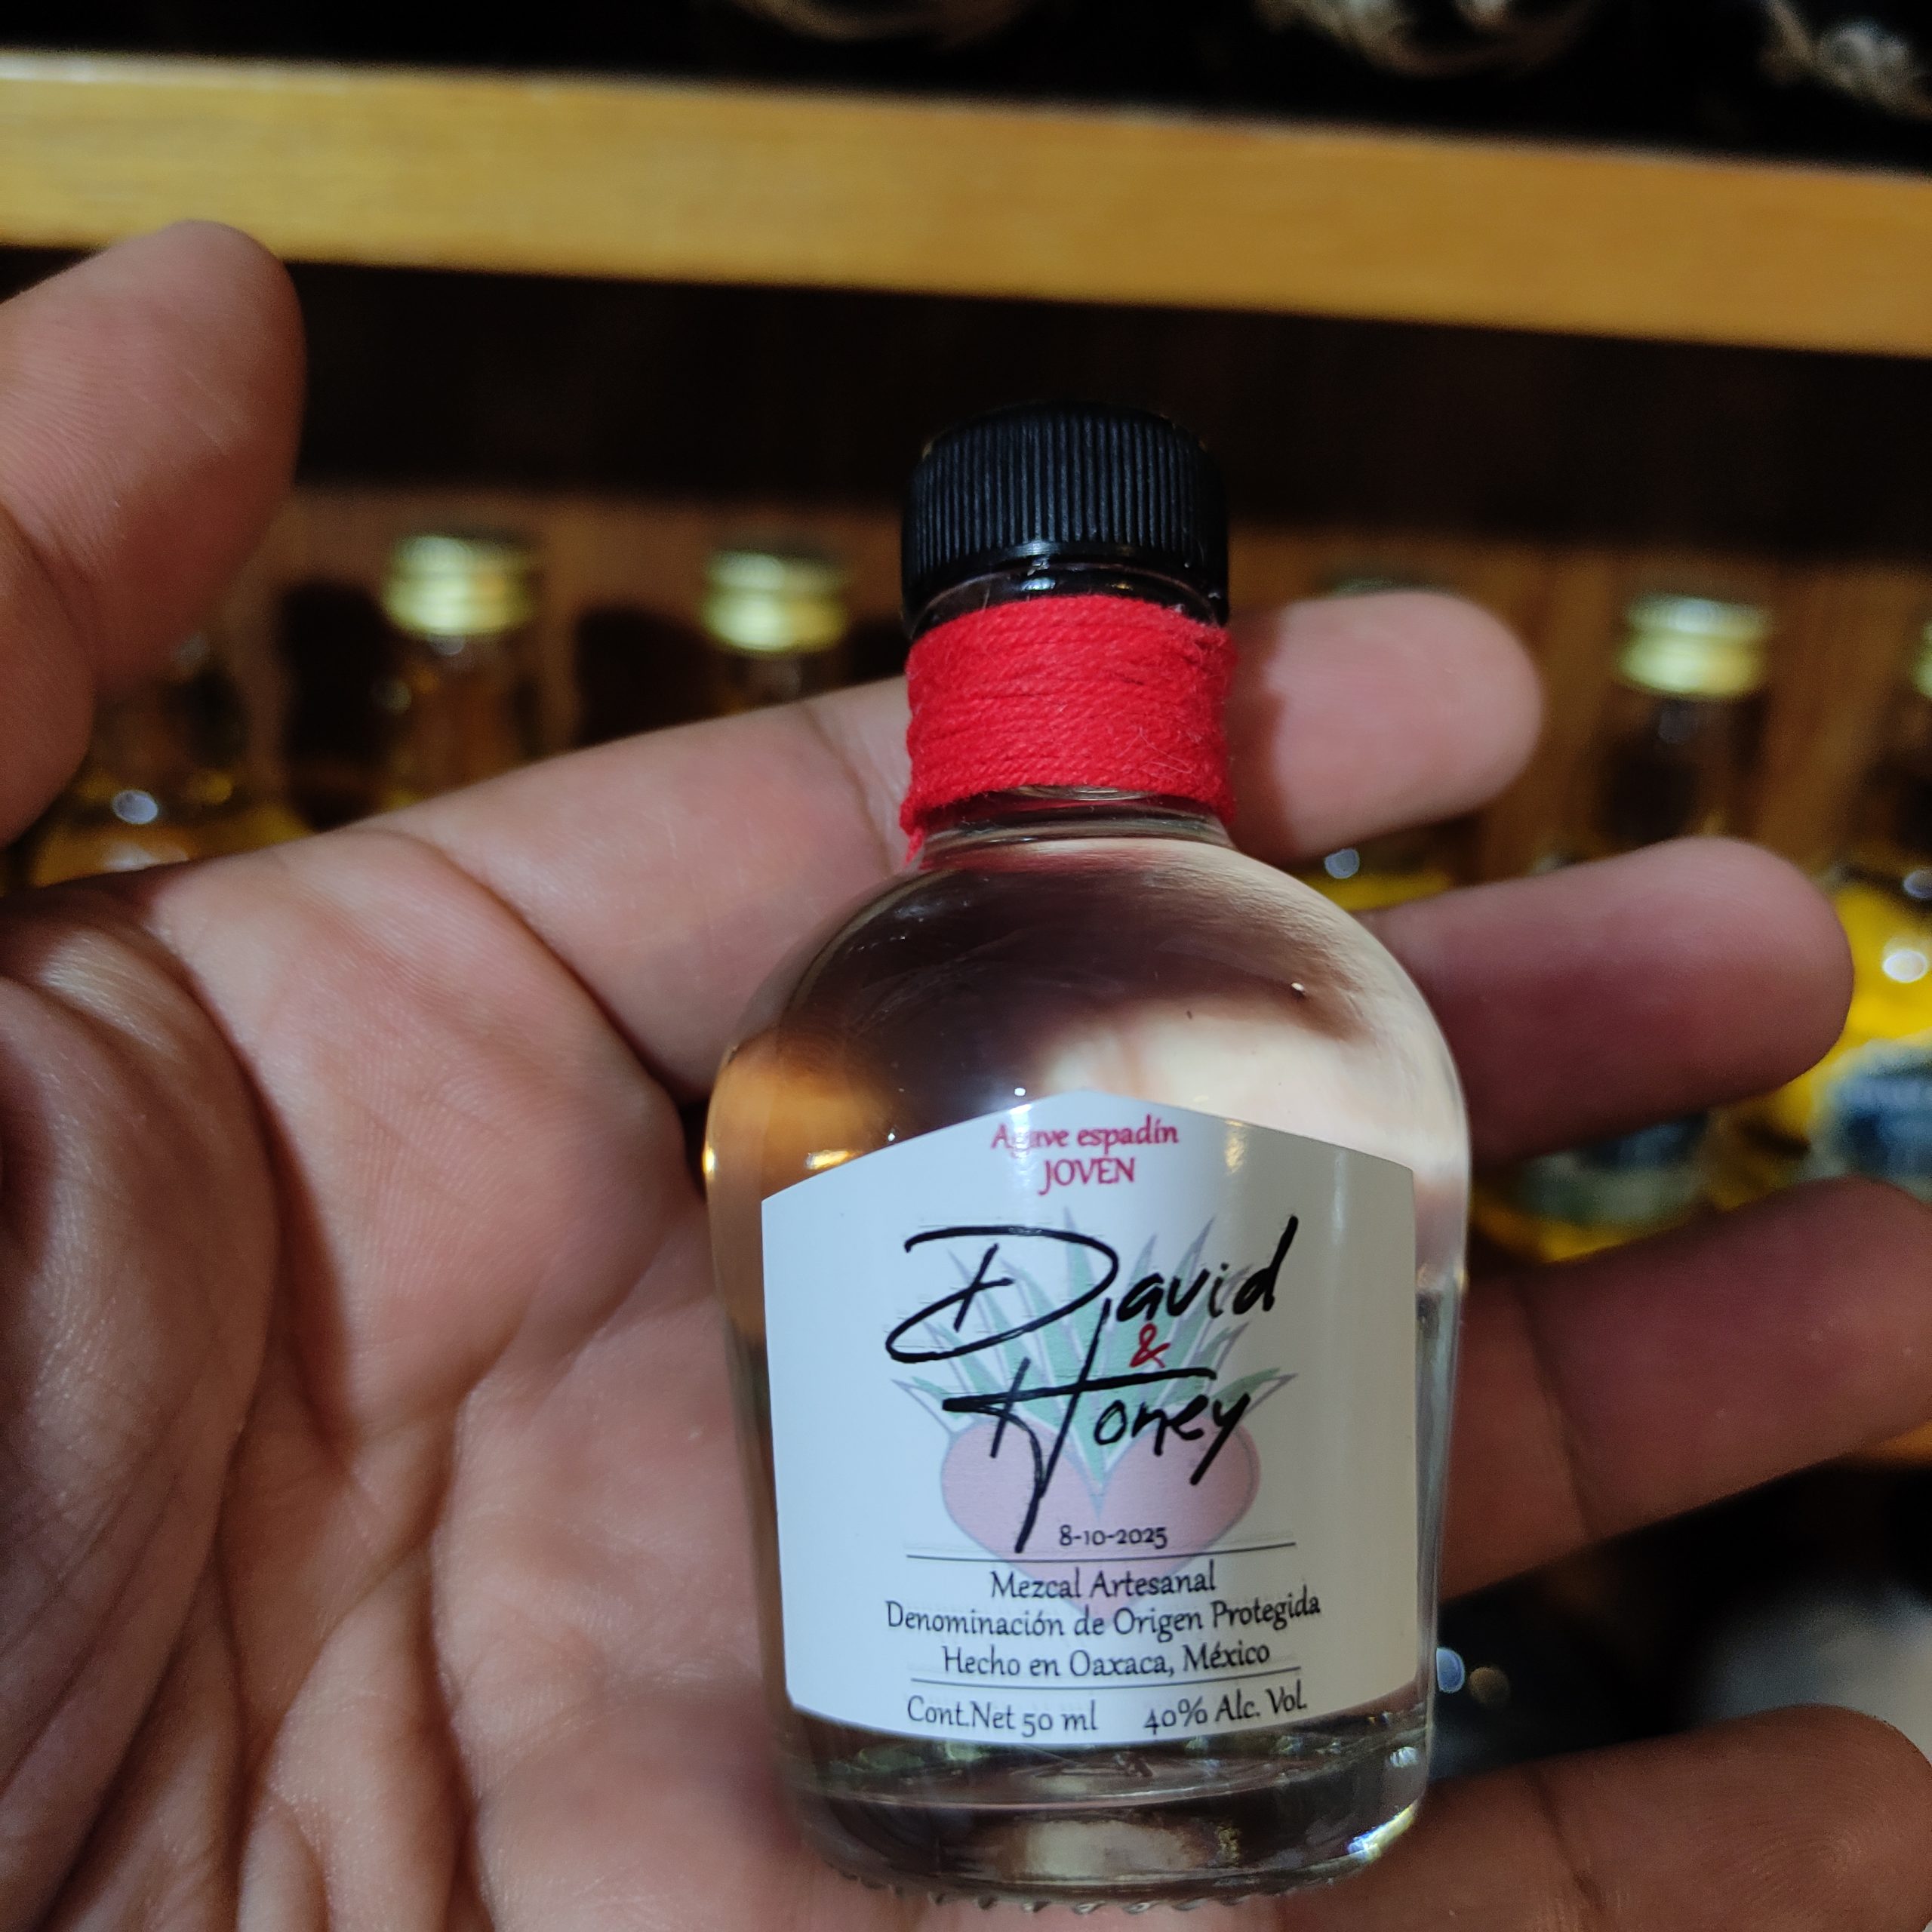 Agave espadín
JOVEN
David
&
Honey
8-10-2025
Mezcal Artesanal
Denominación de Origen Protegida
Hecho en Oaxaca, México
Cont.Net 50 ml 40% Alc. Vol.